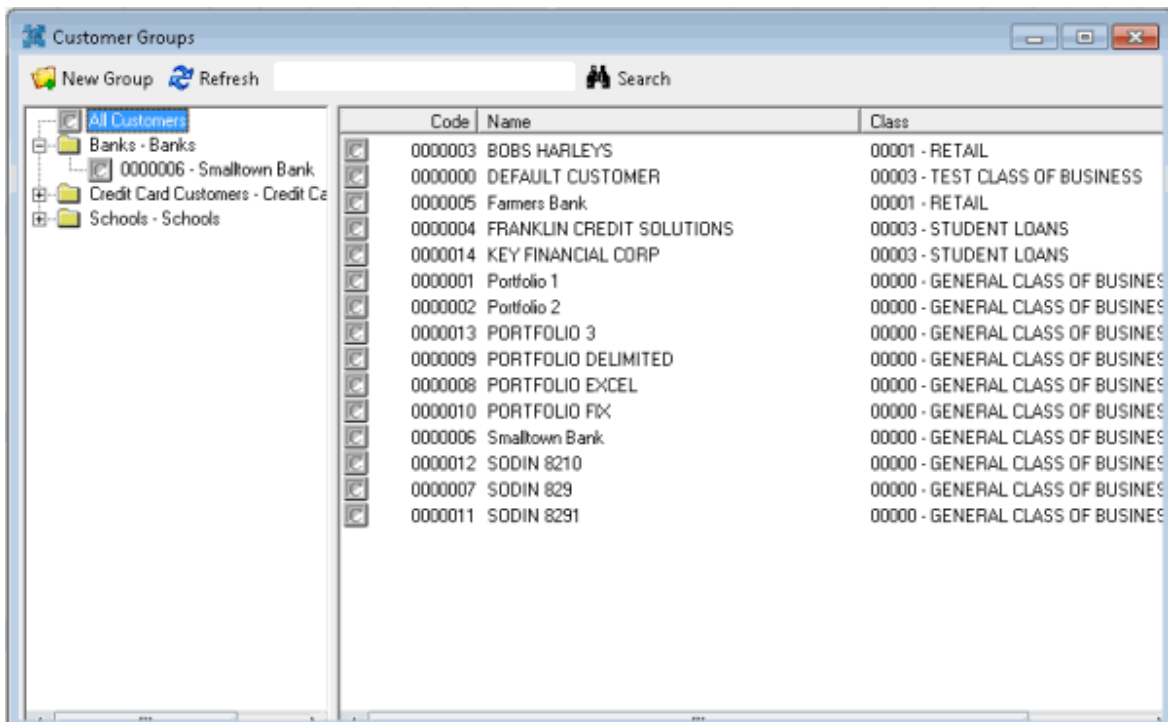 Customer Groups
New Group Refresh Search
All Customers
Banks - Banks
0000006 - Smalltown Bank
Credit Card Customers - Credit Ca
Schools - Schools
Code Name Class
0000003 BOBS HARLEYS 00001 - RETAIL
0000000 DEFAULT CUSTOMER 00003 - TEST CLASS OF BUSINESS
0000005 Farmers Bank 00001 - RETAIL
0000004 FRANKLIN CREDIT SOLUTIONS 00003 - STUDENT LOANS
0000014 KEY FINANCIAL CORP 00003 - STUDENT LOANS
0000001 Portfolio 1 00000 - GENERAL CLASS OF BUSINES
0000002 Portfolio 2 00000 - GENERAL CLASS OF BUSINES
0000013 PORTFOLIO 3 00000 - GENERAL CLASS OF BUSINES
0000009 PORTFOLIO DELIMITED 00000 - GENERAL CLASS OF BUSINES
0000008 PORTFOLIO EXCEL 00000 - GENERAL CLASS OF BUSINES
0000010 PORTFOLIO FIX 00000 - GENERAL CLASS OF BUSINES
0000006 Smalltown Bank 00000 - GENERAL CLASS OF BUSINES
0000012 SODIN 8210 00000 - GENERAL CLASS OF BUSINES
0000007 SODIN 829 00000 - GENERAL CLASS OF BUSINES
0000011 SODIN 8291 00000 - GENERAL CLASS OF BUSINES